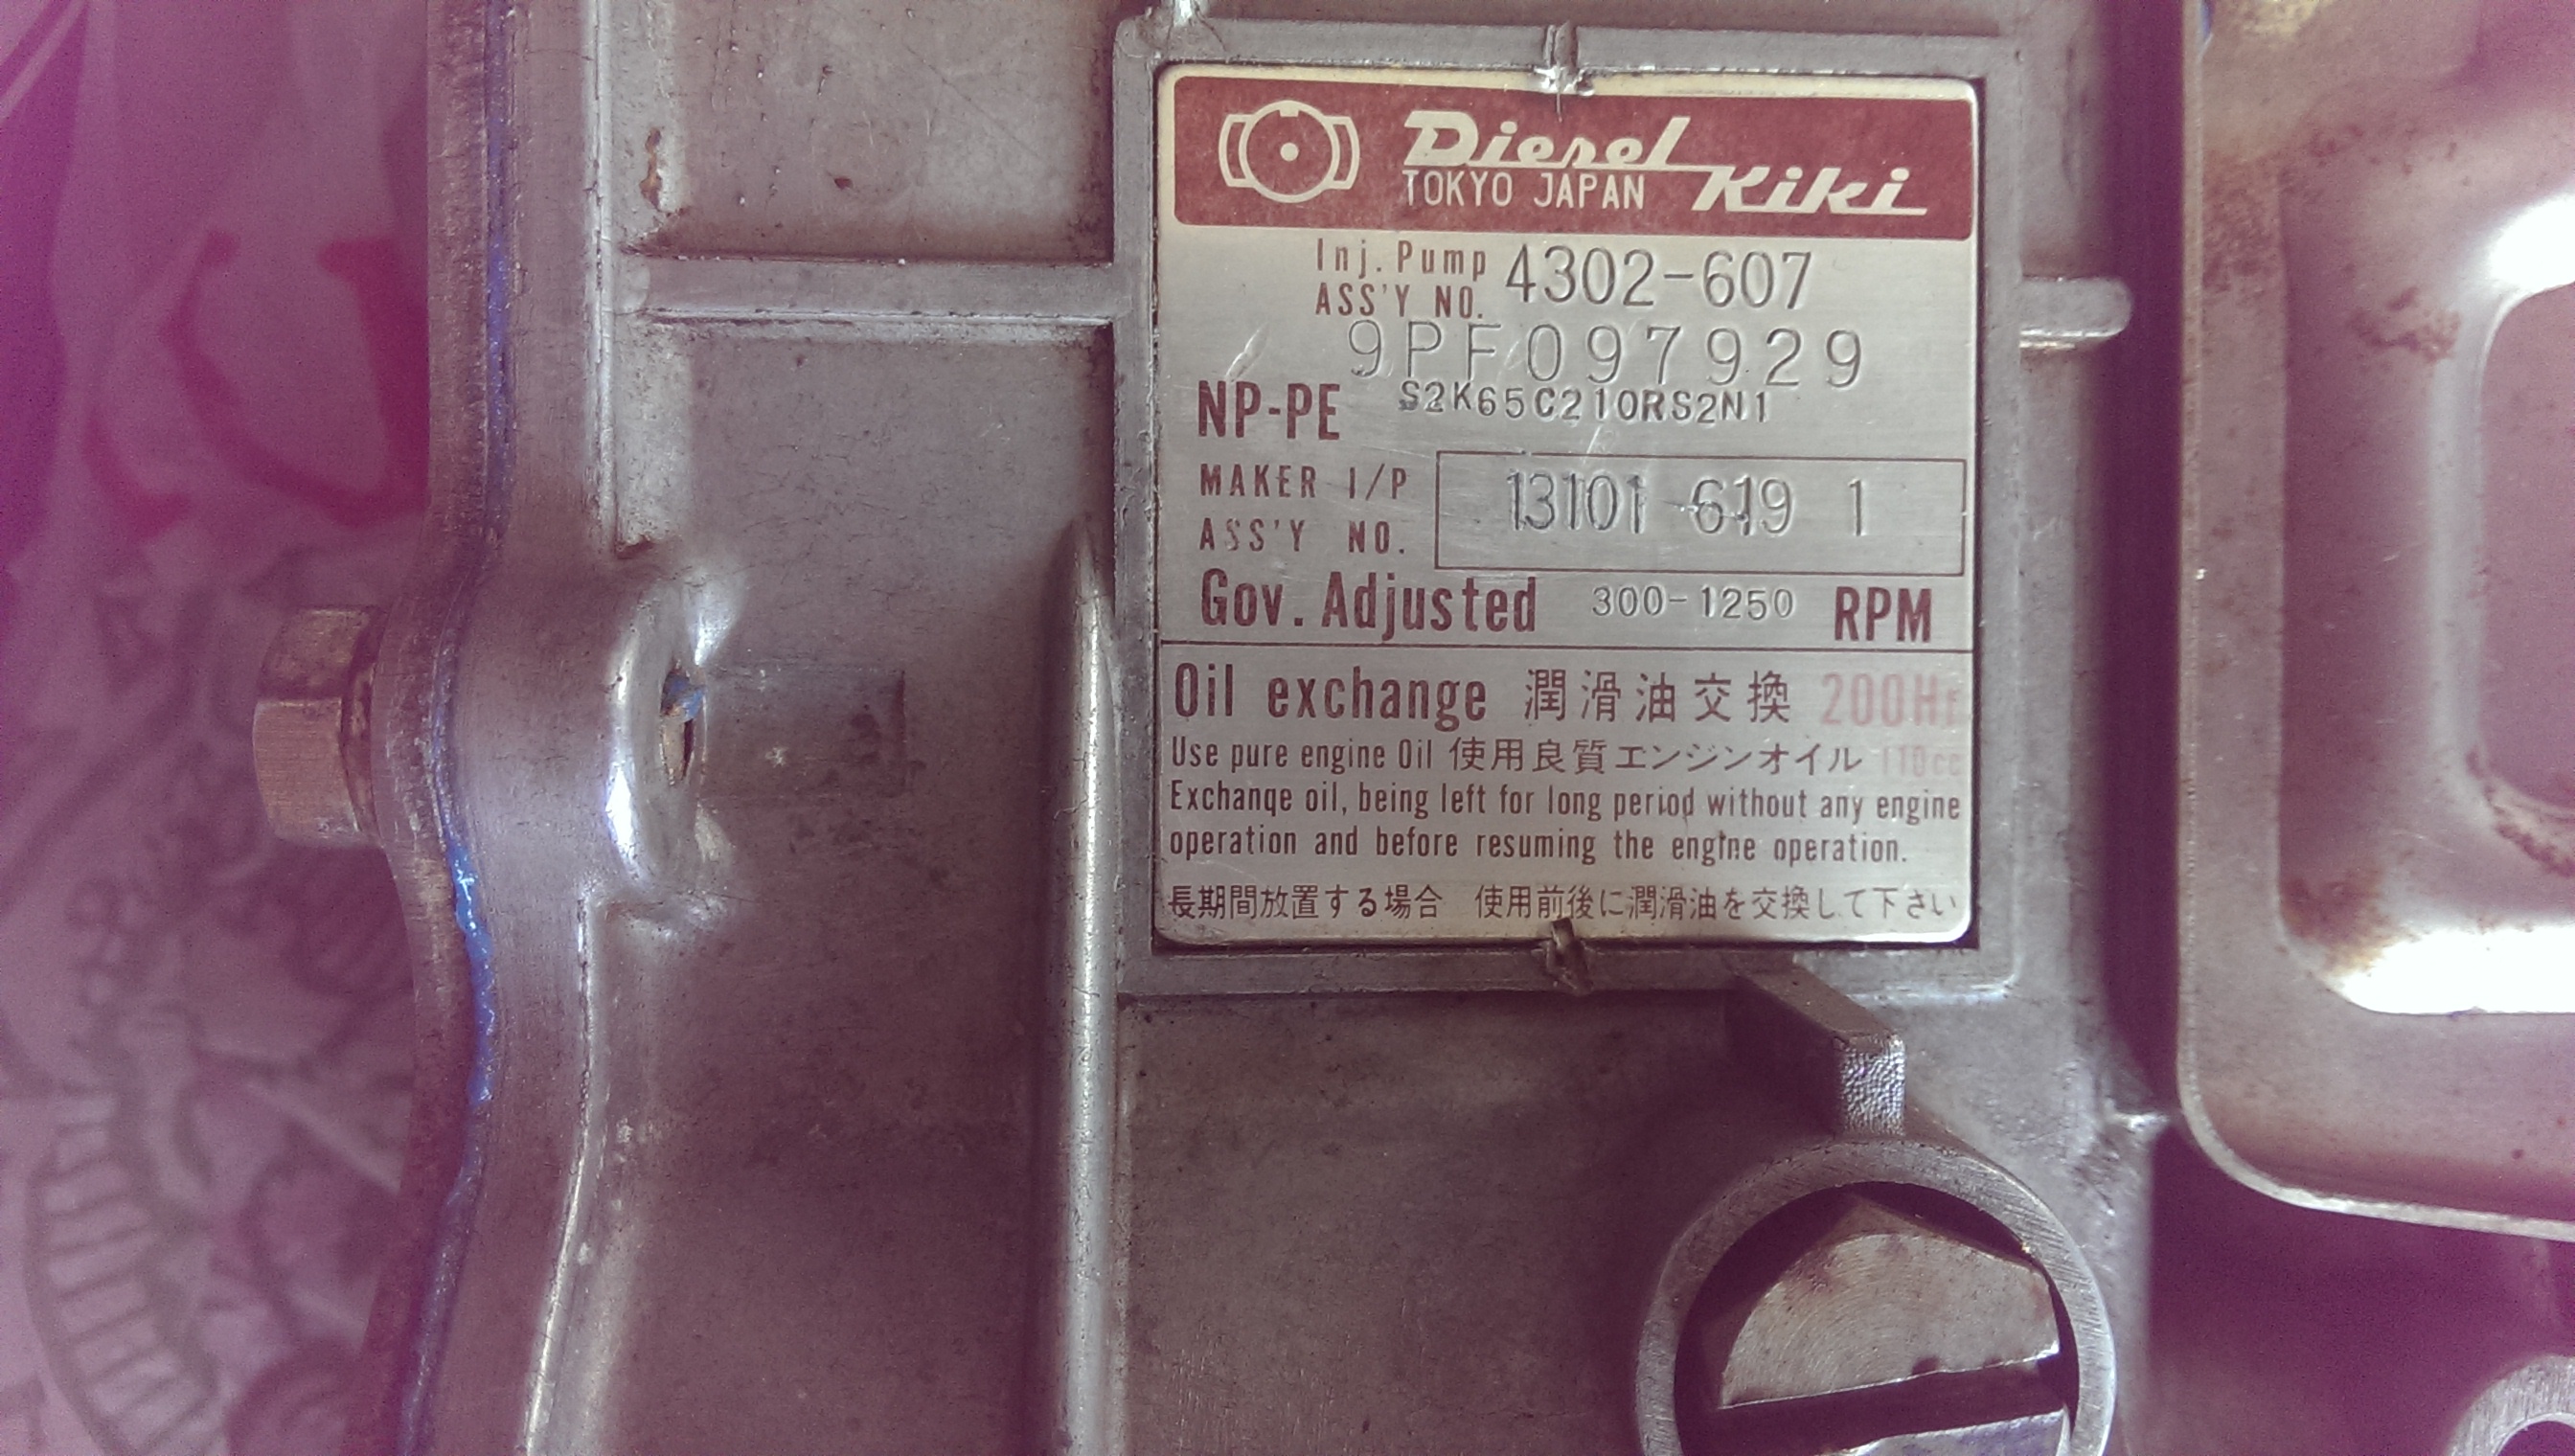 Diesel Kiki
TOKYO JAPAN
Inj. Pump ASS'Y NO. 4302-607
9PF097929
NP-PE S2K65C210RS2N1
MAKER I/P ASS'Y NO. 13101 619 1
Gov. Adjusted 300-1250 RPM
Oil exchange 潤滑油交換 200Hr
Use pure engine Oil 使用良質エンジンオイル 110cc
Exchange oil, being left for long period without any engine
operation and before resuming the engine operation.
長期間放置する場合 使用前後に潤滑油を交換して下さい